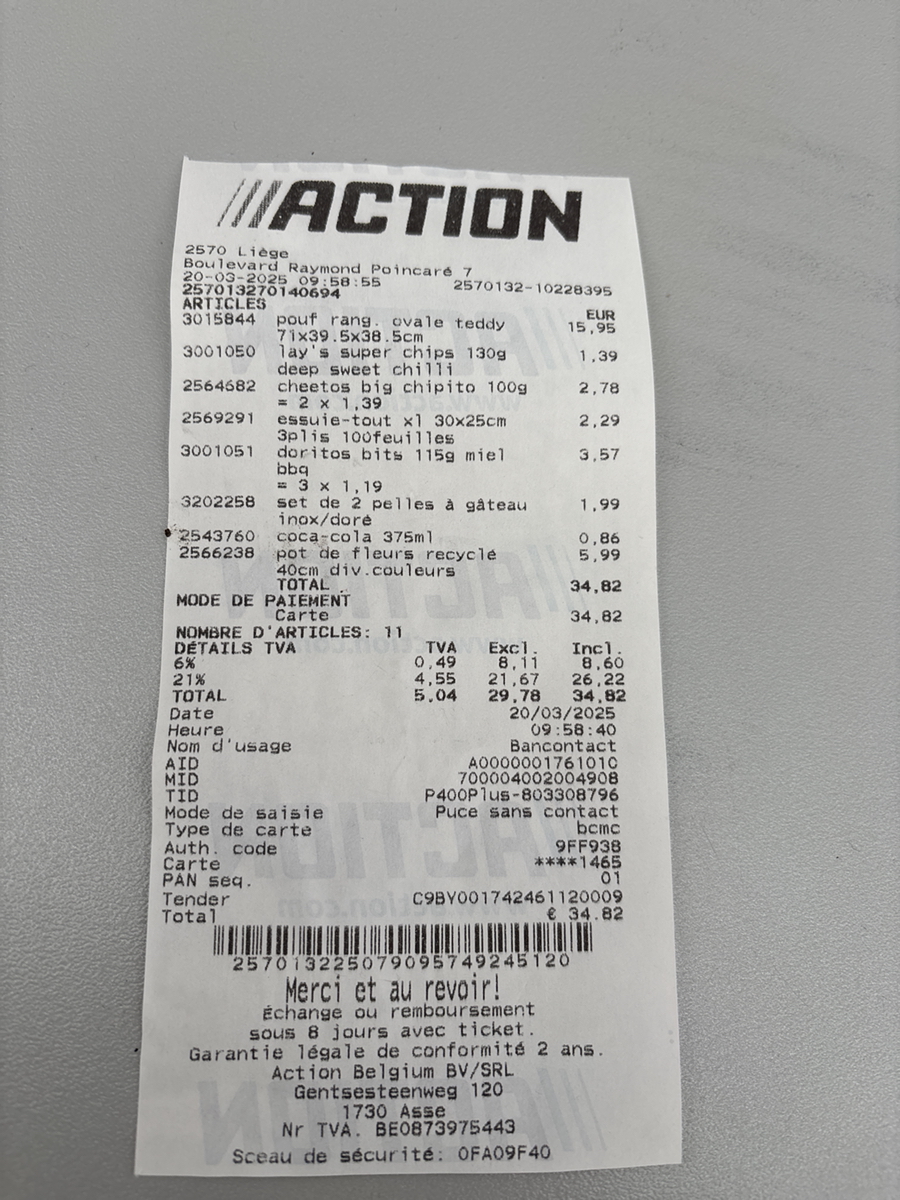 ///ACTION
2570 Liège
Boulevard Raymond Poincaré 7
20-03-2025 09:58:55 2570132-10228395
257013270140694
ARTICLES EUR
3015844 pouf rang. ovale teddy 15,95
71x39.5x38.5cm
3001050 lay's super chips 130g 1,39
deep sweet chilli
2564682 cheetos big chipito 100g 2,78
= 2 x 1,39
2569291 essuie-tout xl 30x25cm 2,29
3plis 100feuilles
3001051 doritos bits 115g miel 3,57
bbq
= 3 x 1,19
3202258 set de 2 pelles à gâteau 1,99
inox/doré
2543760 coca-cola 375ml 0,86
2566238 pot de fleurs recyclé 5,99
40cm div.couleurs
TOTAL 34,82
MODE DE PAIEMENT
Carte 34,82
NOMBRE D'ARTICLES: 11
DÉTAILS TVA TVA Excl. Incl.
6% 0,49 8,11 8,60
21% 4,55 21,67 26,22
TOTAL 5,04 29,78 34,82
Date 20/03/2025
Heure 09:58:40
Nom d'usage Bancontact
AID A0000001761010
MID 700004002004908
TID P400Plus-803308796
Mode de saisie Puce sans contact
Type de carte bcmc
Auth. code 9FF938
Carte ****1465
PAN seq. 01
Tender C9BY001742461120009
Total € 34.82
257013225079095749245120
Merci et au revoir!
Échange ou remboursement
sous 8 jours avec ticket.
Garantie légale de conformité 2 ans.
Action Belgium BV/SRL
Gentsesteenweg 120
1730 Asse
Nr TVA. BE0873975443
Sceau de sécurité: 0FA09F40